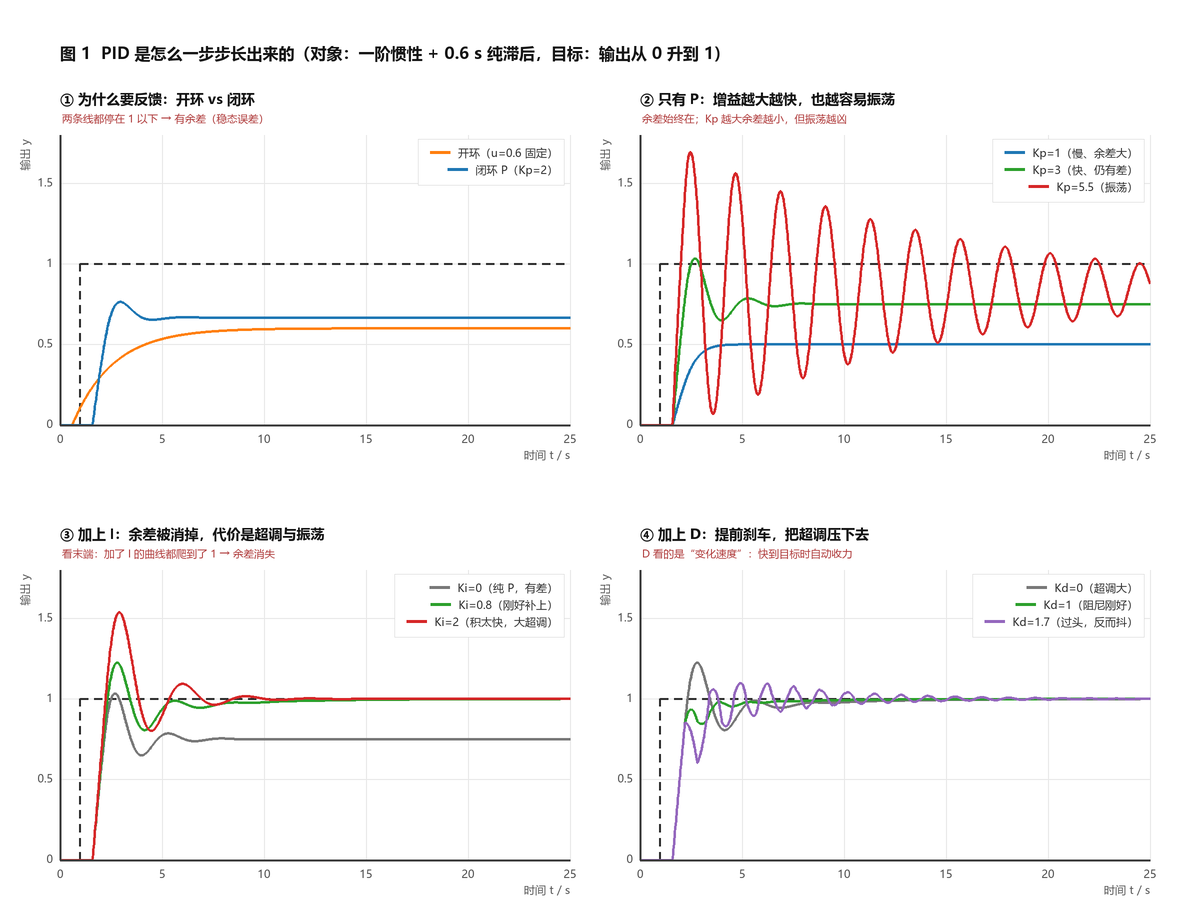 图 1 PID 是怎么一步步长出来的（对象：一阶惯性 + 0.6 s 纯滞后，目标：输出从 0 升到 1）
① 为什么要反馈：开环 vs 闭环
两条线都停在 1 以下 → 有余差（稳态误差）
输出 y
开环（u=0.6 固定）
闭环 P（Kp=2）
1.5
1
0.5
0
0 5 10 15 20 25
时间 t / s
② 只有 P：增益越大越快，也越容易振荡
余差始终在；Kp 越大余差越小，但振荡越凶
输出 y
Kp=1（慢、余差大）
Kp=3（快、仍有差）
Kp=5.5（振荡）
1.5
1
0.5
0
0 5 10 15 20 25
时间 t / s
③ 加上 I：余差被消掉，代价是超调与振荡
看末端：加了 I 的曲线都爬到了 1 → 余差消失
输出 y
Ki=0（纯 P，有差）
Ki=0.8（刚好补上）
Ki=2（积太快，大超调）
1.5
1
0.5
0
0 5 10 15 20 25
时间 t / s
④ 加上 D：提前刹车，把超调压下去
D 看的是“变化速度”：快到目标时自动收力
输出 y
Kd=0（超调大）
Kd=1（阻尼刚好）
Kd=1.7（过头，反而抖）
1.5
1
0.5
0
0 5 10 15 20 25
时间 t / s